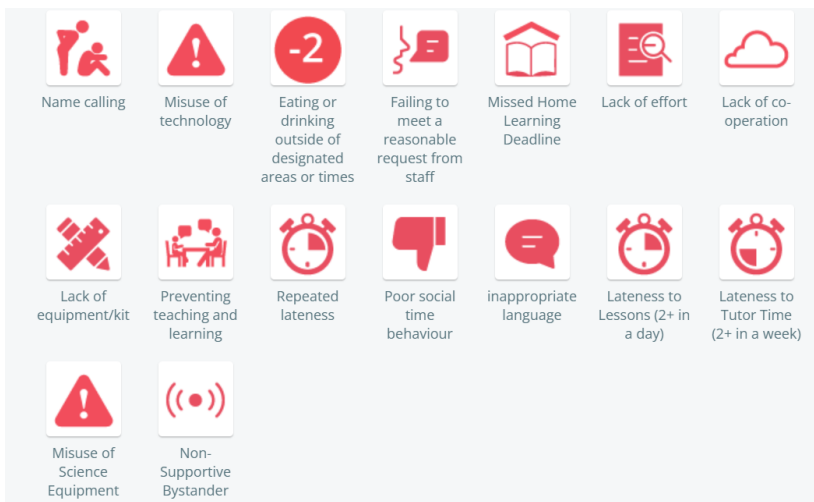 -2
Name calling
Misuse of
technology
Eating or
drinking
outside of
designated
areas or times
Failing to
meet a
reasonable
request from
staff
Missed Home
Learning
Deadline
Lack of effort
Lack of co-
operation
Lack of
equipment/kit
Preventing
teaching and
learning
Repeated
lateness
Poor social
time
behaviour
inappropriate
language
Lateness to
Lessons (2+ in
a day)
Lateness to
Tutor Time
(2+ in a week)
Misuse of
Science
Equipment
Non-
Supportive
Bystander